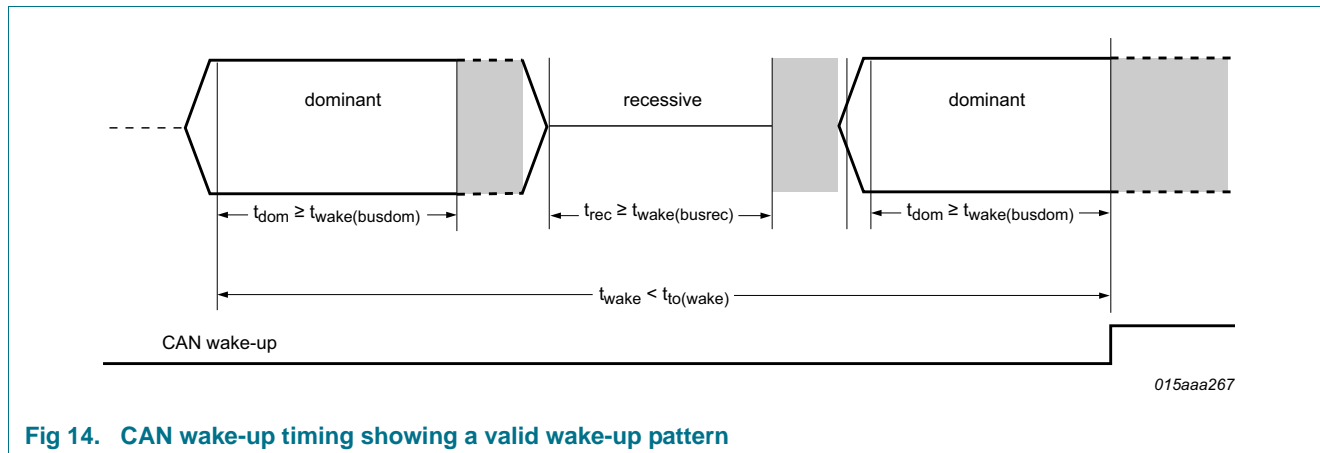 dominant
recessive
dominant
tdom ≥ twake(busdom)
trec ≥ twake(busrec)
tdom ≥ twake(busdom)
twake < tto(wake)
CAN wake-up
015aaa267
Fig 14. CAN wake-up timing showing a valid wake-up pattern